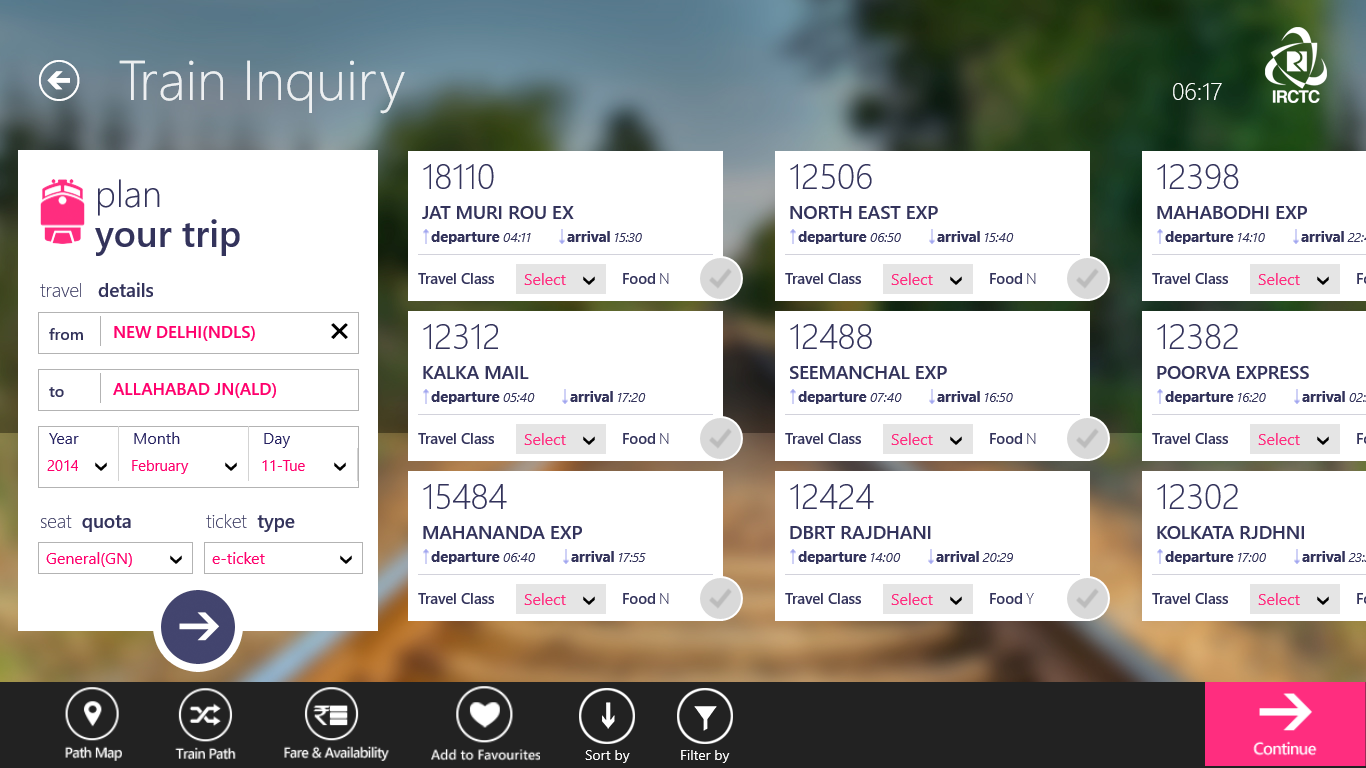 Train Inquiry
06:17
IRCTC
plan
your trip
travel details
from NEW DELHI(NDLS)
to ALLAHABAD JN(ALD)
Year Month Day
2014 February 11-Tue
seat quota ticket type
General(GN) e-ticket
18110
JAT MURI ROU EX
departure 04:11 arrival 15:30
Travel Class Select Food N
12312
KALKA MAIL
departure 05:40 arrival 17:20
Travel Class Select Food N
15484
MAHANANDA EXP
departure 06:40 arrival 17:55
Travel Class Select Food N
12506
NORTH EAST EXP
departure 06:50 arrival 15:40
Travel Class Select Food N
12488
SEEMANCHAL EXP
departure 07:40 arrival 16:50
Travel Class Select Food N
12424
DBRT RAJDHANI
departure 14:00 arrival 20:29
Travel Class Select Food Y
12398
MAHABODHI EXP
departure 14:10 arrival 22:
Travel Class Select
12382
POORVA EXPRESS
departure 16:20 arrival 02:
Travel Class Select
12302
KOLKATA RJDHNI
departure 17:00 arrival 23:
Travel Class Select
Path Map
Train Path
Fare & Availability
Add to Favourites
Sort by
Filter by
Continue